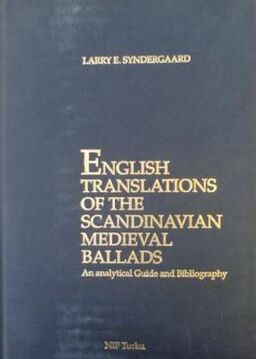 LARRY E. SYNDERGAARD
ENGLISH
TRANSLATIONS
OF THE
SCANDINAVIAN
MEDIEVAL
BALLADS
An analytical Guide and Bibliography
NIF Turku